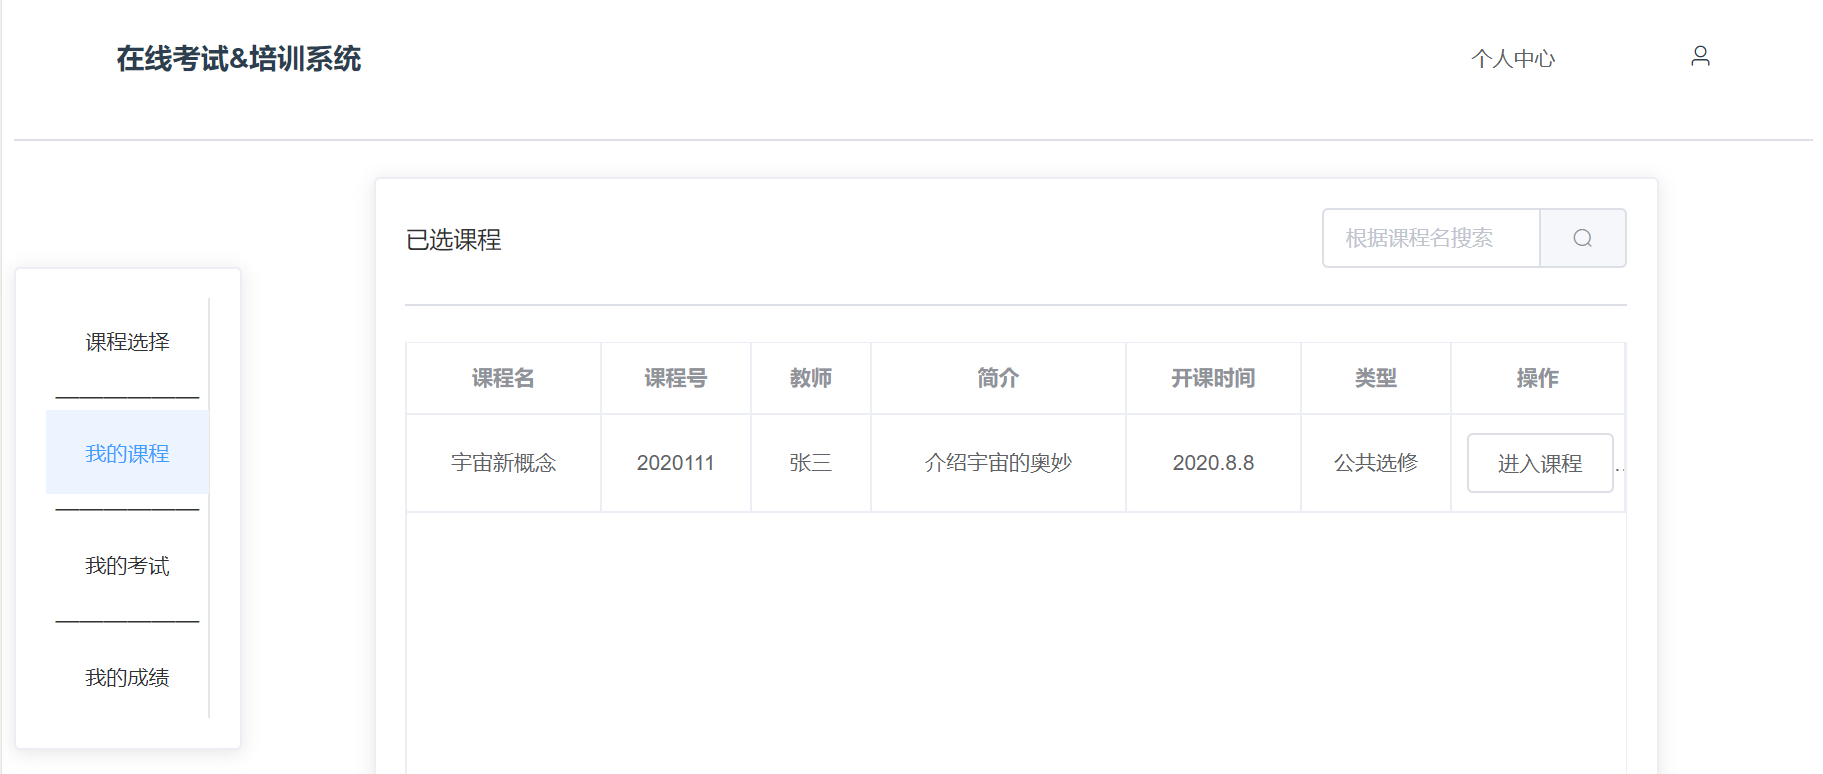 在线考试&培训系统
个人中心
已选课程
根据课程名搜索
课程选择
我的课程
我的考试
我的成绩
课程名 课程号 教师 简介 开课时间 类型 操作
宇宙新概念 2020111 张三 介绍宇宙的奥妙 2020.8.8 公共选修 进入课程 ..